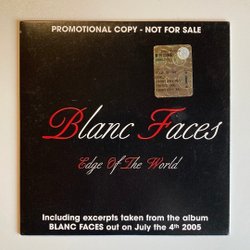 PROMOTIONAL COPY - NOT FOR SALE
Blanc Faces
Edge Of The World
Including excerpts taken from the album
BLANC FACES out on July the 4th 2005